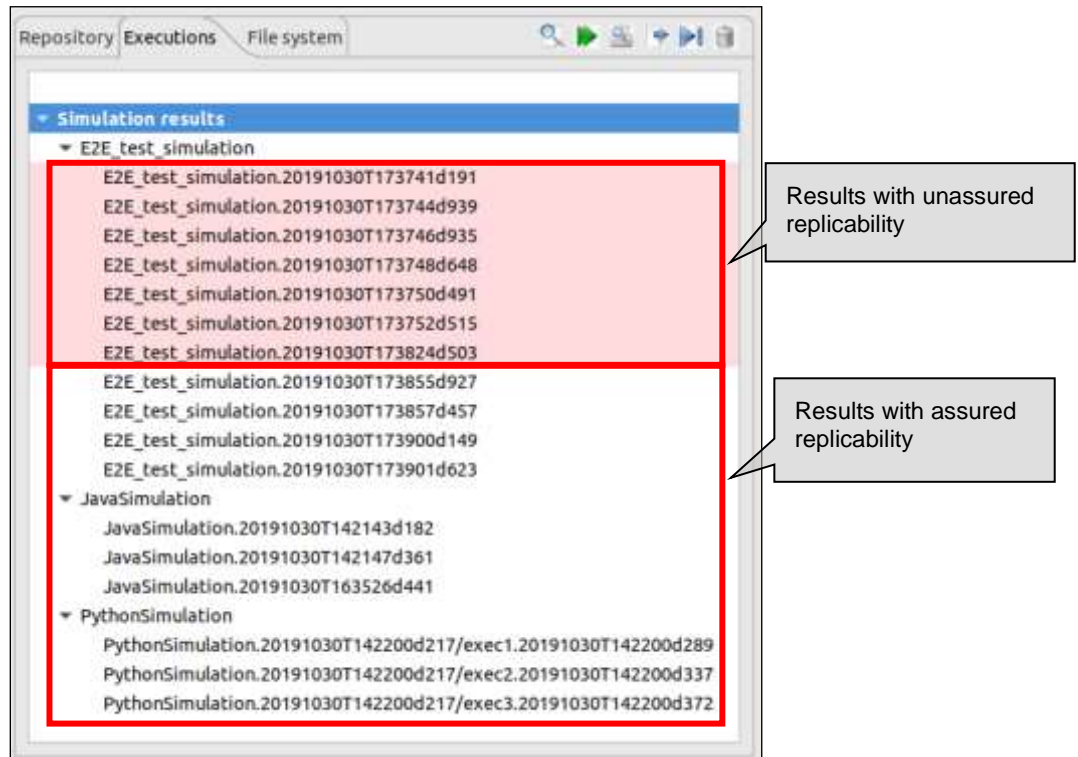 Repository Executions File system
Simulation results
E2E_test_simulation
E2E_test_simulation.20191030T173741d191
E2E_test_simulation.20191030T173744d939
E2E_test_simulation.20191030T173746d935
E2E_test_simulation.20191030T173748d648
E2E_test_simulation.20191030T173750d491
E2E_test_simulation.20191030T173752d515
E2E_test_simulation.20191030T173824d503
Results with unassured
replicability
E2E_test_simulation.20191030T173855d927
E2E_test_simulation.20191030T173857d457
E2E_test_simulation.20191030T173900d149
E2E_test_simulation.20191030T173901d623
JavaSimulation
JavaSimulation.20191030T142143d182
JavaSimulation.20191030T142147d361
JavaSimulation.20191030T163526d441
PythonSimulation
PythonSimulation.20191030T142200d217/exec1.20191030T142200d289
PythonSimulation.20191030T142200d217/exec2.20191030T142200d337
PythonSimulation.20191030T142200d217/exec3.20191030T142200d372
Results with assured
replicability